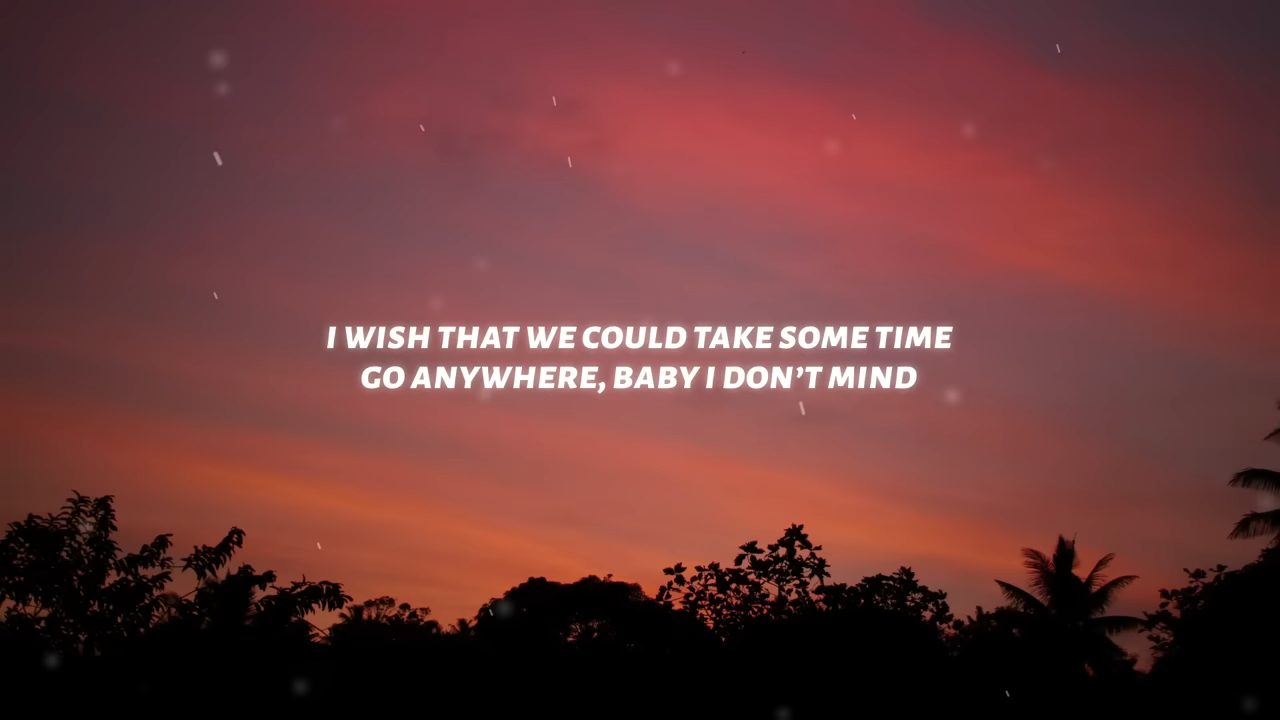 I WISH THAT WE COULD TAKE SOME TIME
GO ANYWHERE, BABY I DON’T MIND